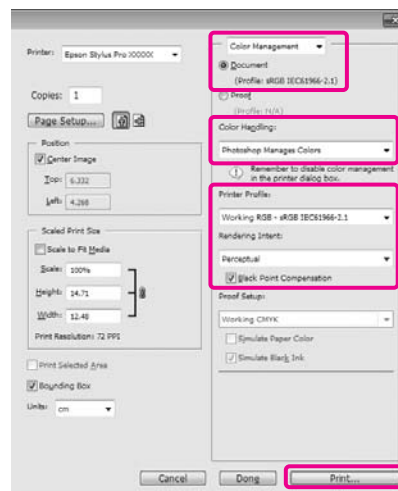 Printer: Epson Stylus Pro XXXXX
Copies: 1
Page Setup...
Position
Center Image
Top: 6.332
Left: 4.268
Scaled Print Size
Scale to Fit Media
Scale: 100%
Height: 14.71
Width: 12.48
Print Resolution: 72 PPI
Print Selected Area
Bounding Box
Units: cm
Color Management
Document
(Profile: sRGB IEC61966-2.1)
Proof
(Profile: N/A)
Color Handling:
Photoshop Manages Colors
Remember to disable color management
in the printer dialog box.
Printer Profile:
Working RGB - sRGB IEC61966-2.1
Rendering Intent:
Perceptual
Black Point Compensation
Proof Setup:
Working CMYK
Simulate Paper Color
Simulate Black Ink
Cancel
Done
Print...